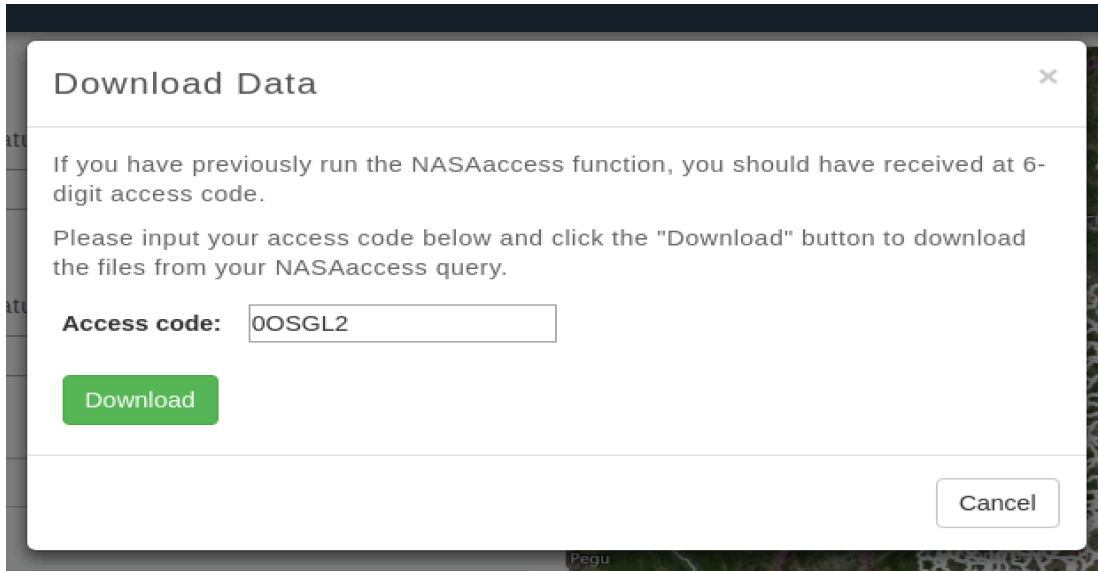 Download Data
×
atu
If you have previously run the NASAaccess function, you should have received at 6-
digit access code.
Please input your access code below and click the "Download" button to download
the files from your NASAaccess query.
atu
Access code: 0OSGL2
Download
Cancel
Pegu